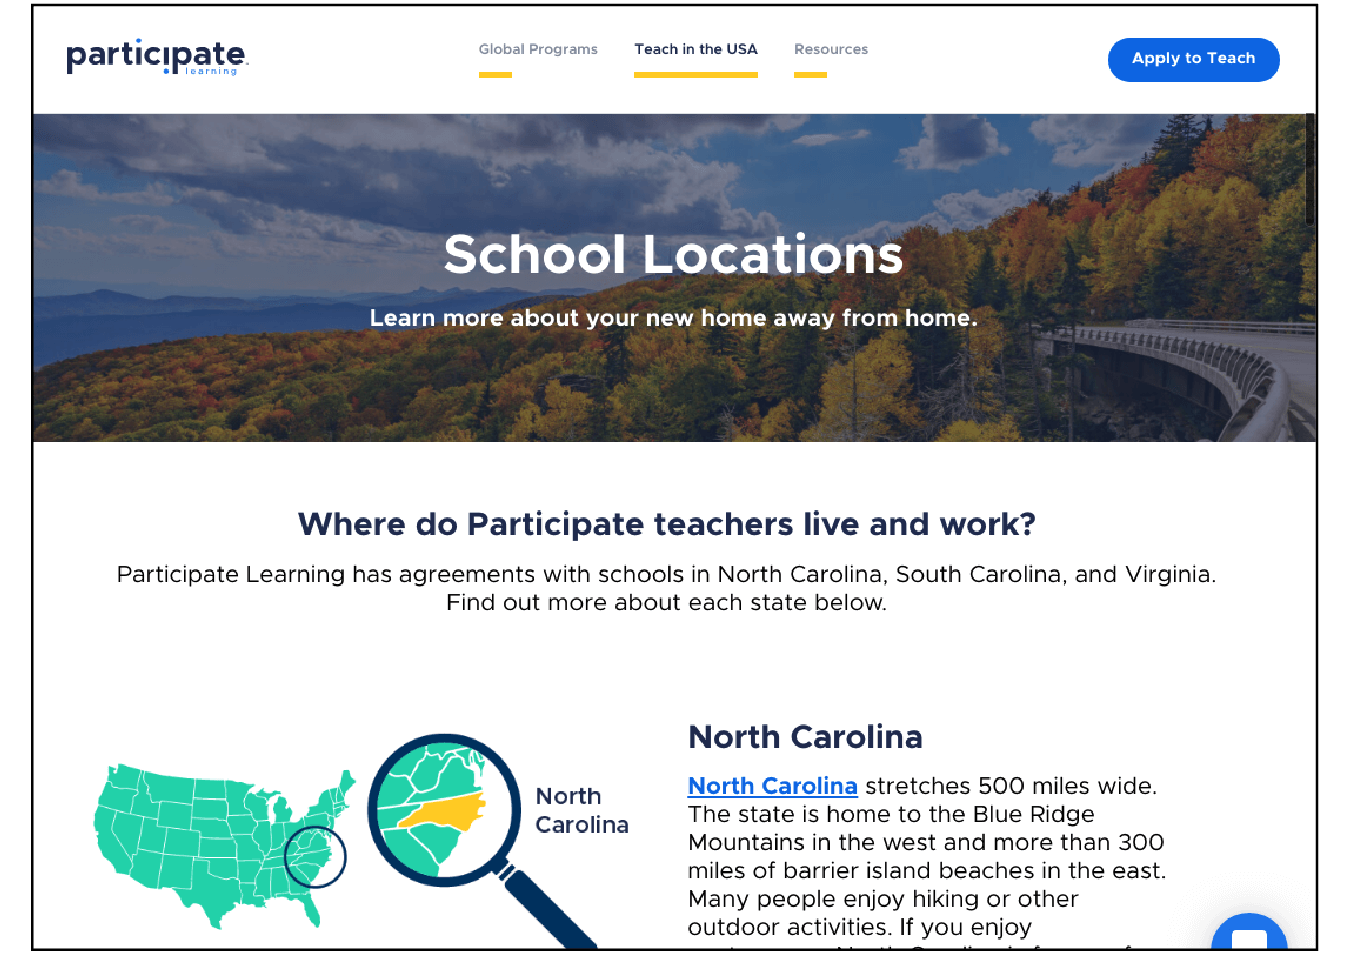 participate.
learning
Global Programs
Teach in the USA
Resources
Apply to Teach
School Locations
Learn more about your new home away from home.
Where do Participate teachers live and work?
Participate Learning has agreements with schools in North Carolina, South Carolina, and Virginia.
Find out more about each state below.
North
Carolina
North Carolina
North Carolina stretches 500 miles wide.
The state is home to the Blue Ridge
Mountains in the west and more than 300
miles of barrier island beaches in the east.
Many people enjoy hiking or other
outdoor activities. If you enjoy